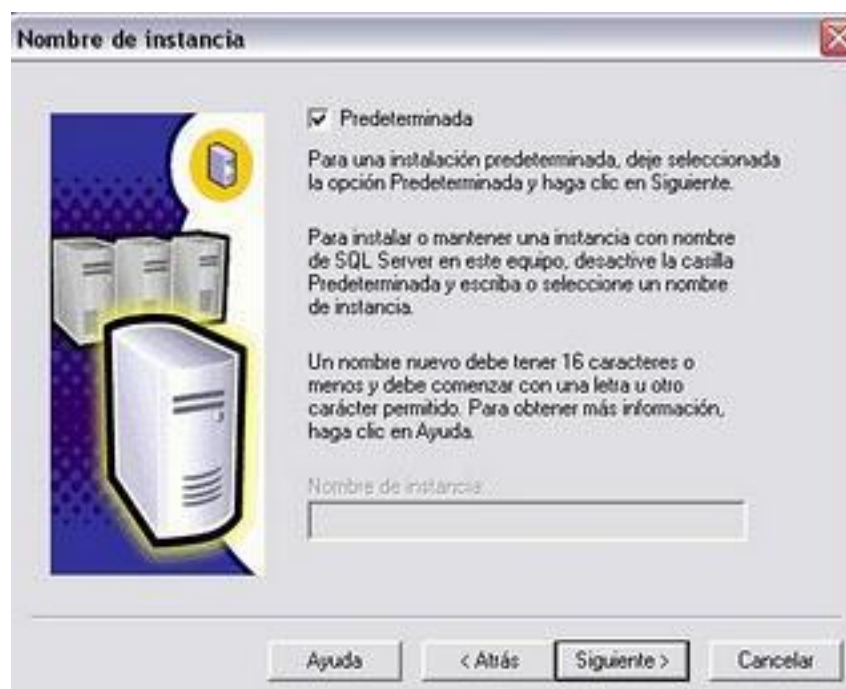 Nombre de instancia
Predeterminada
Para una instalación predeterminada, deje seleccionada
la opción Predeterminada y haga clic en Siguiente.
Para instalar o mantener una instancia con nombre
de SQL Server en este equipo, desactive la casilla
Predeterminada y escriba o seleccione un nombre
de instancia.
Un nombre nuevo debe tener 16 caracteres o
menos y debe comenzar con una letra u otro
carácter permitido. Para obtener más información,
haga clic en Ayuda.
Nombre de instancia:
Ayuda
< Atrás
Siguiente >
Cancelar